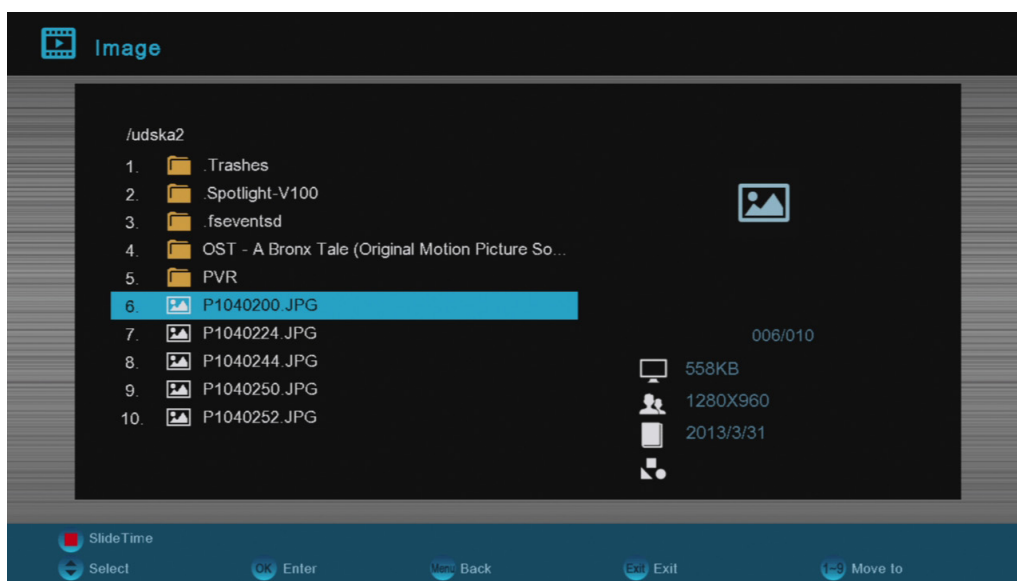 Image
/udska2
1. .Trashes
2. .Spotlight-V100
3. .fseventsd
4. OST - A Bronx Tale (Original Motion Picture So...
5. PVR
6. P1040200.JPG
7. P1040224.JPG
8. P1040244.JPG
9. P1040250.JPG
10. P1040252.JPG
006/010
558KB
1280X960
2013/3/31
SlideTime
Select OK Enter Menu Back Exit Exit 1-9 Move to